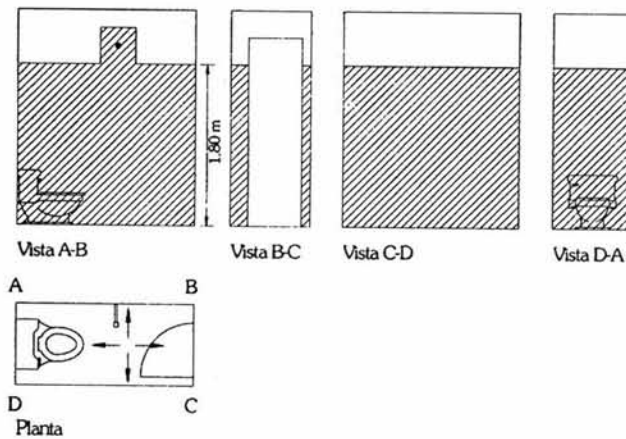 1.80 m
Vista A-B
Vista B-C
Vista C-D
Vista D-A
A
B
D
C
Planta